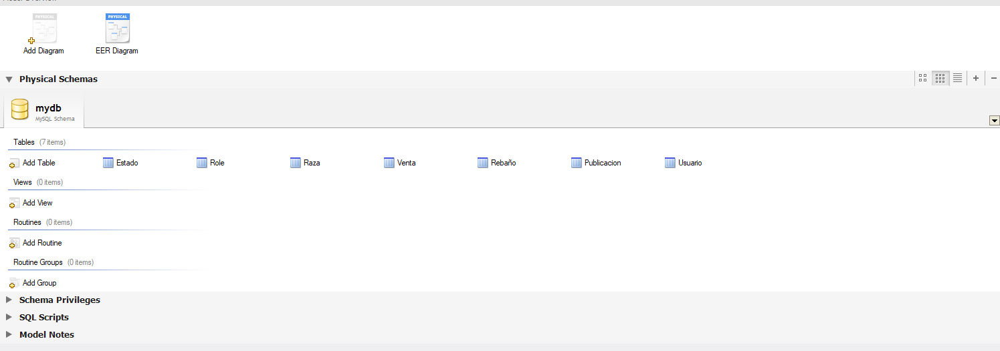 PHYSICAL PHYSICAL
Add Diagram EER Diagram
Physical Schemas
mydb
MySQL Schema
Tables (7 items)
Add Table Estado Role Raza Venta Rebaño Publicacion Usuario
Views (0 items)
Add View
Routines (0 items)
Add Routine
Routine Groups (0 items)
Add Group
Schema Privileges
SQL Scripts
Model Notes